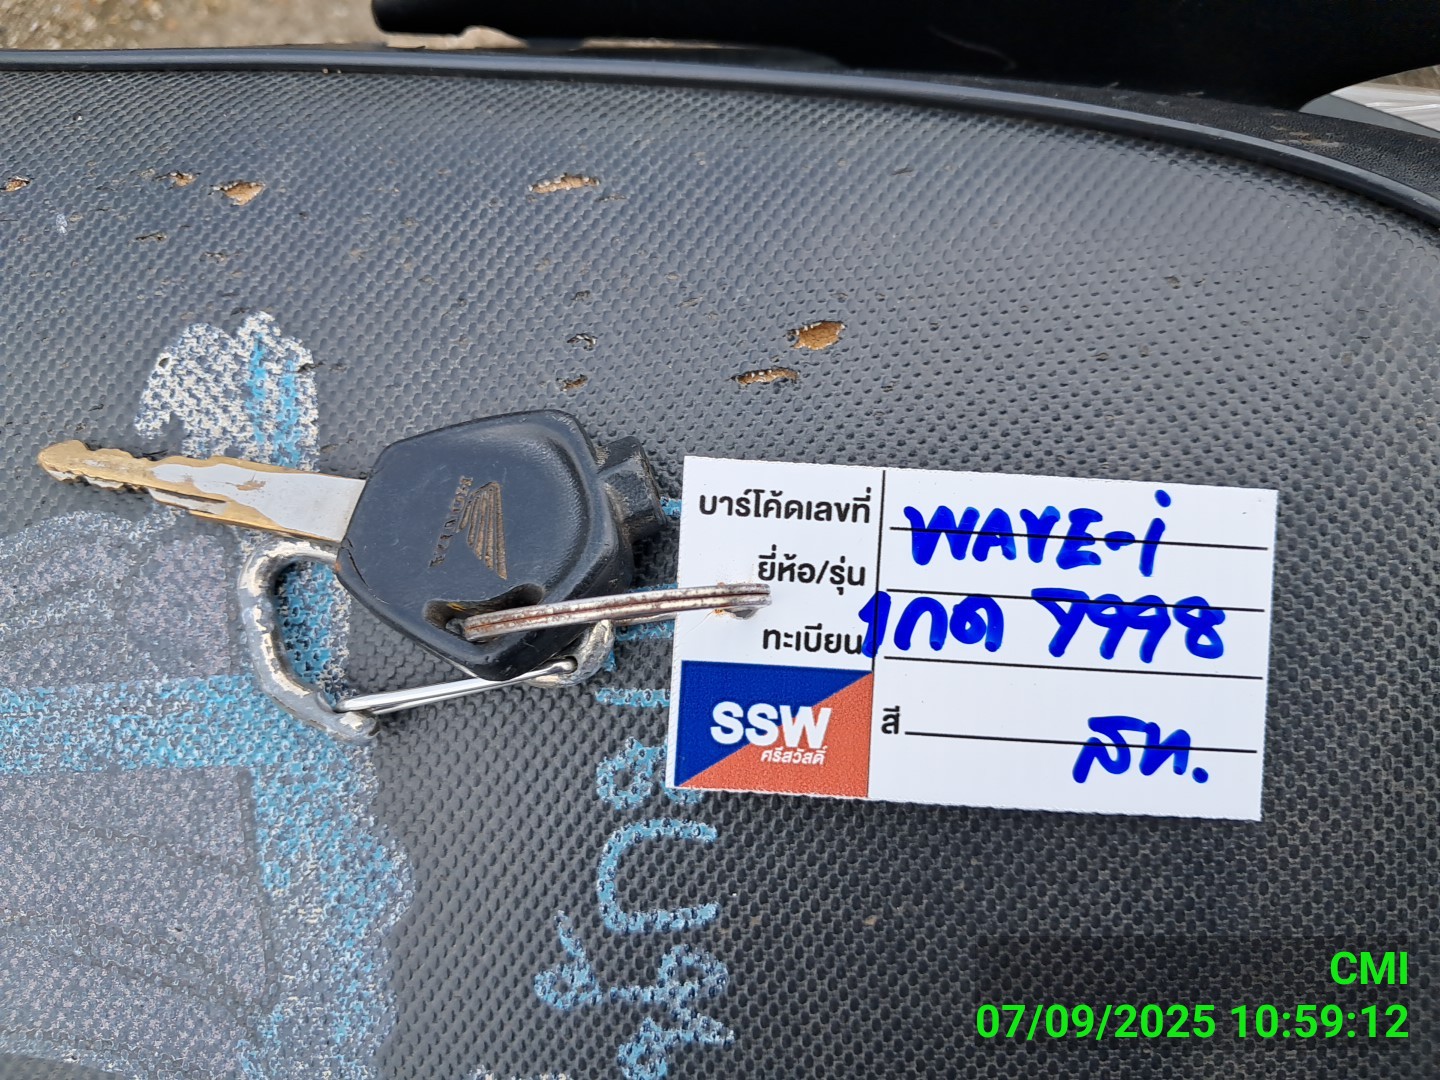 HONDA
บาร์โค้ดเลขที่ WAVE-i
ยี่ห้อ/รุ่น
ทะเบียน 1กด 9998
สี สท.
SSW
ศรีสวัสดิ์
CMI
07/09/2025 10:59:12